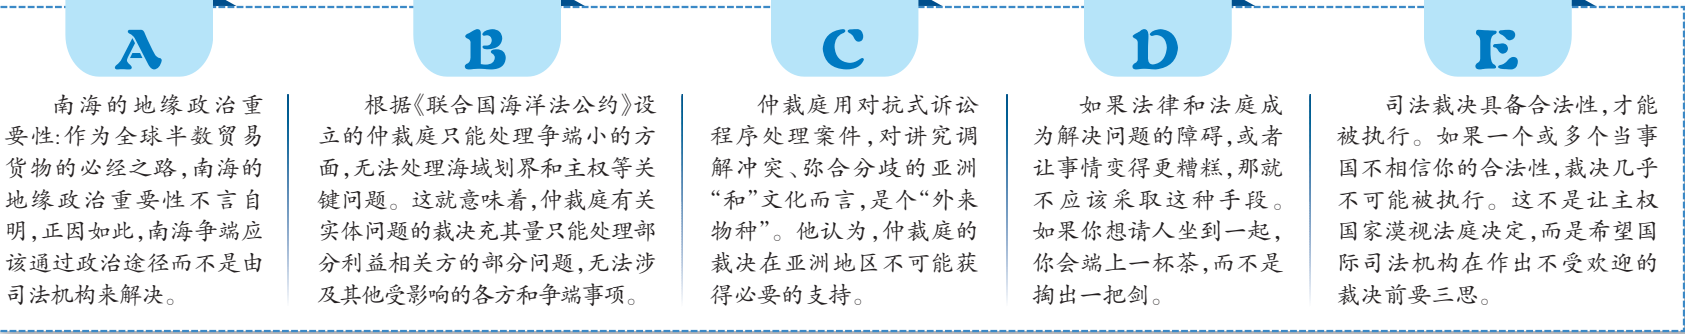 A
南海的地缘政治重
要性:作为全球半数贸易
货物的必经之路,南海的
地缘政治重要性不言自
明,正因如此,南海争端应
该通过政治途径而不是由
司法机构来解决。
B
根据《联合国海洋法公约》设
立的仲裁庭只能处理争端小的方
面,无法处理海域划界和主权等关
键问题。这就意味着,仲裁庭有关
实体问题的裁决充其量只能处理部
分利益相关方的部分问题,无法涉
及其他受影响的各方和争端事项。
C
仲裁庭用对抗式诉讼
程序处理案件,对讲究调
解冲突、弥合分歧的亚洲
“和”文化而言,是个“外来
物种”。他认为,仲裁庭的
裁决在亚洲地区不可能获
得必要的支持。
D
如果法律和法庭成
为解决问题的障碍,或者
让事情变得更糟糕,那就
不应该采取这种手段。
如果你想请人坐到一起,
你会端上一杯茶,而不是
掏出一把剑。
E
司法裁决具备合法性,才能
被执行。如果一个或多个当事
国不相信你的合法性,裁决几乎
不可能被执行。这不是让主权
国家漠视法庭决定,而是希望国
际司法机构在作出不受欢迎的
裁决前要三思。